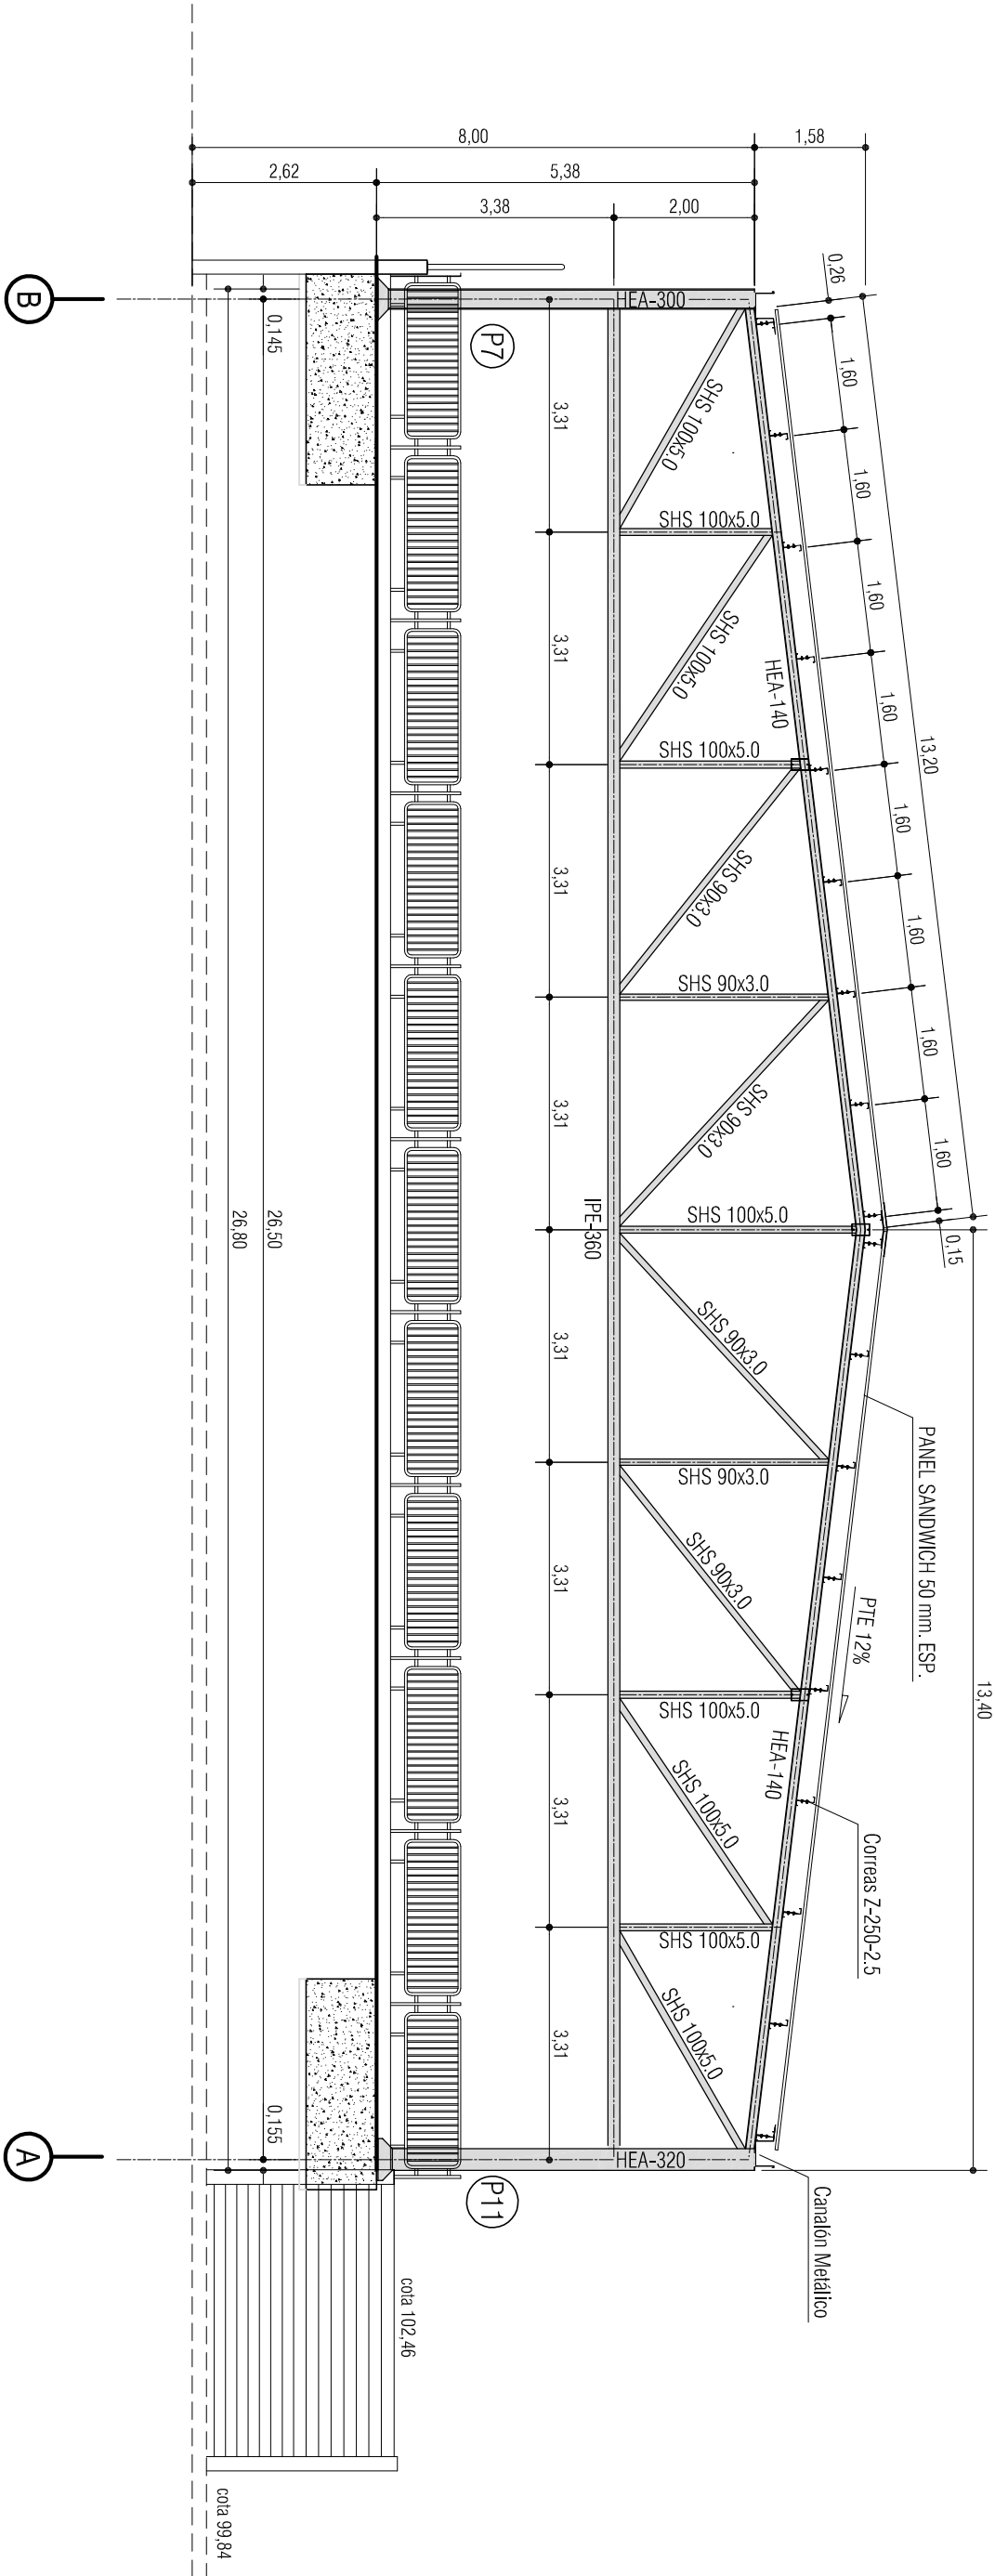 8,00
1,58
2,62
5,38
3,38
2,00
0,26
B
HEA-300
P7
0,145
3,31
SHS 100x5.0
1,60
1,60
1,60
1,60
1,60
1,60
1,60
1,60
13,20
0,15
SHS 100x5.0
3,31
SHS 100x5.0
HEA-140
SHS 100x5.0
3,31
SHS 90x3.0
SHS 90x3.0
3,31
SHS 90x3.0
SHS 100x5.0
IPE-360
26,80
26,50
3,31
SHS 90x3.0
PANEL SANDWICH 50 mm. ESP.
SHS 90x3.0
3,31
SHS 90x3.0
PTE 12%
13,40
SHS 100x5.0
HEA-140
3,31
SHS 100x5.0
Correas Z-250-2.5
SHS 100x5.0
3,31
SHS 100x5.0
0,155
A
HEA-320
P11
Canalón Metálico
cota 102,46
cota 99,84